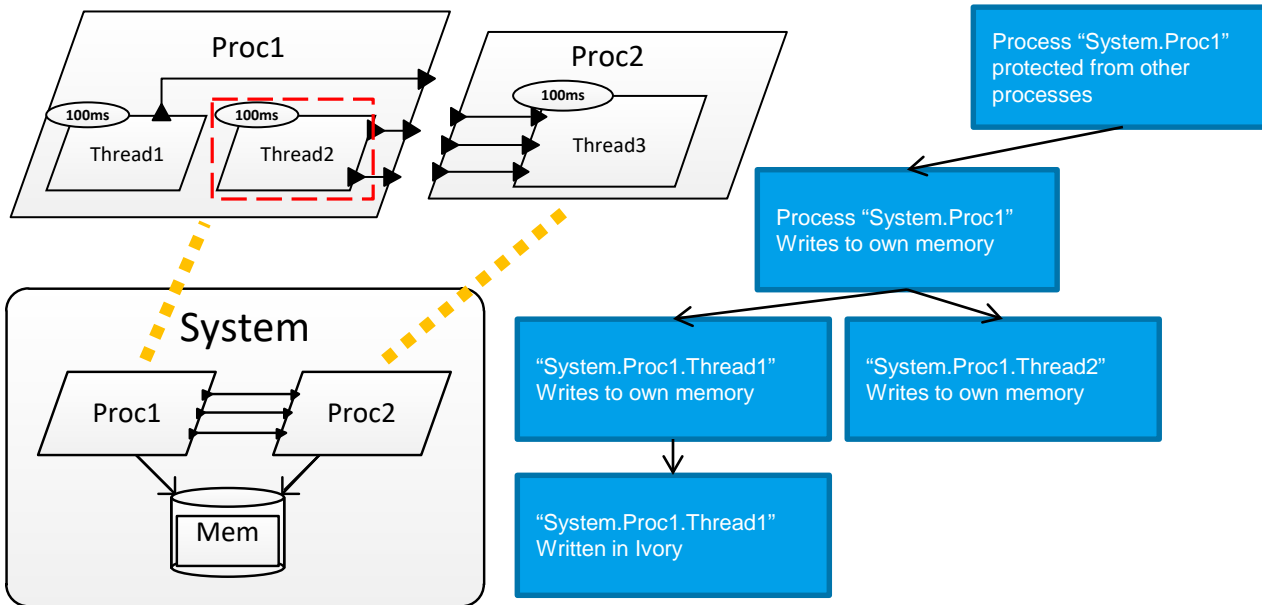 Proc1
100ms
Thread1
100ms
Thread2
Proc2
100ms
Thread3
System
Proc1
Proc2
Mem
Process “System.Proc1”
protected from other
processes
Process “System.Proc1”
Writes to own memory
“System.Proc1.Thread1”
Writes to own memory
“System.Proc1.Thread2”
Writes to own memory
“System.Proc1.Thread1”
Written in Ivory